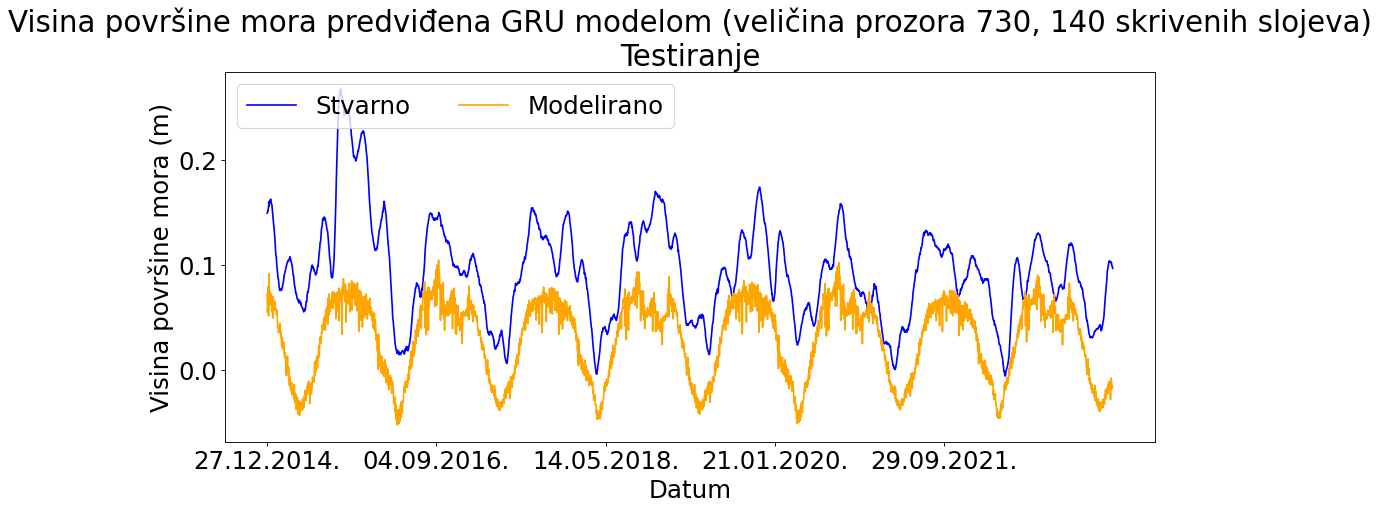 Visina površine mora predviđena GRU modelom (veličina prozora 730, 140 skrivenih slojeva)
Testiranje
Stvarno Modelirano
Visina površine mora (m)
0.2
0.1
0.0
27.12.2014. 04.09.2016. 14.05.2018. 21.01.2020. 29.09.2021.
Datum